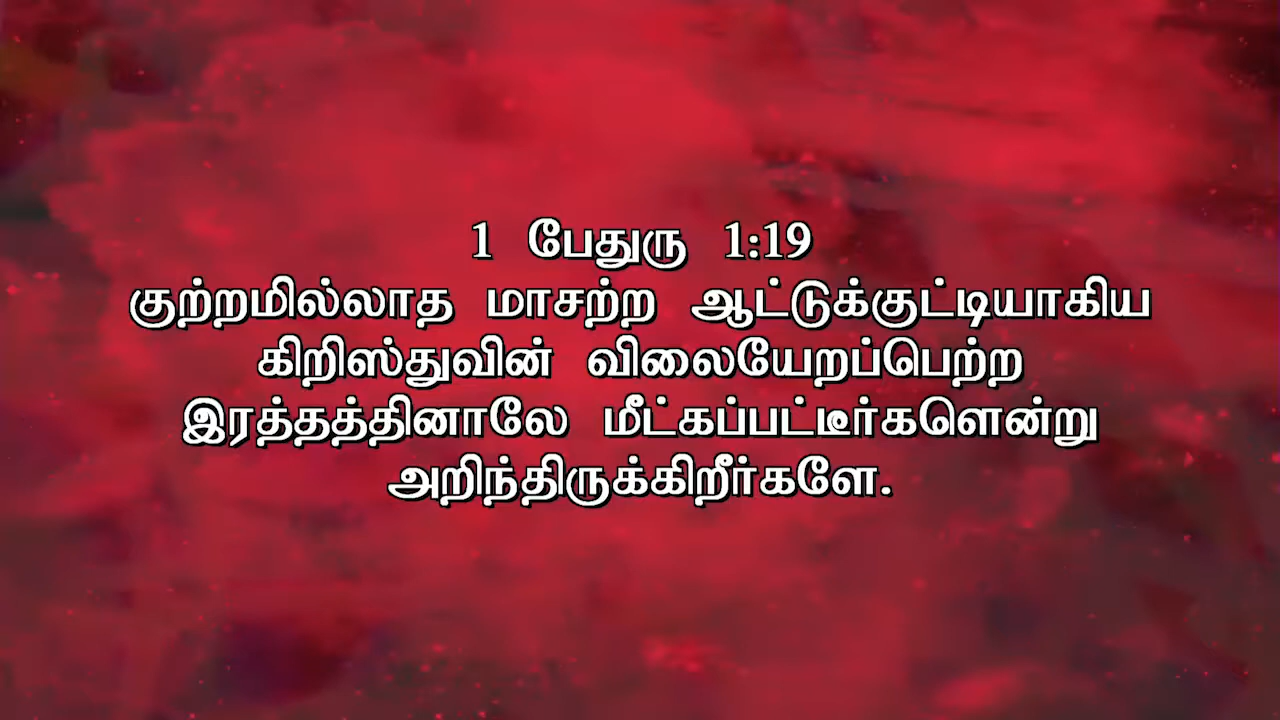 1 பேதுரு 1:19
குற்றமில்லாத மாசற்ற ஆட்டுக்குட்டியாகிய
கிறிஸ்துவின் விலையேறப்பெற்ற
இரத்தத்தினாலே மீட்கப்பட்டீர்களென்று
அறிந்திருக்கிறீர்களே.